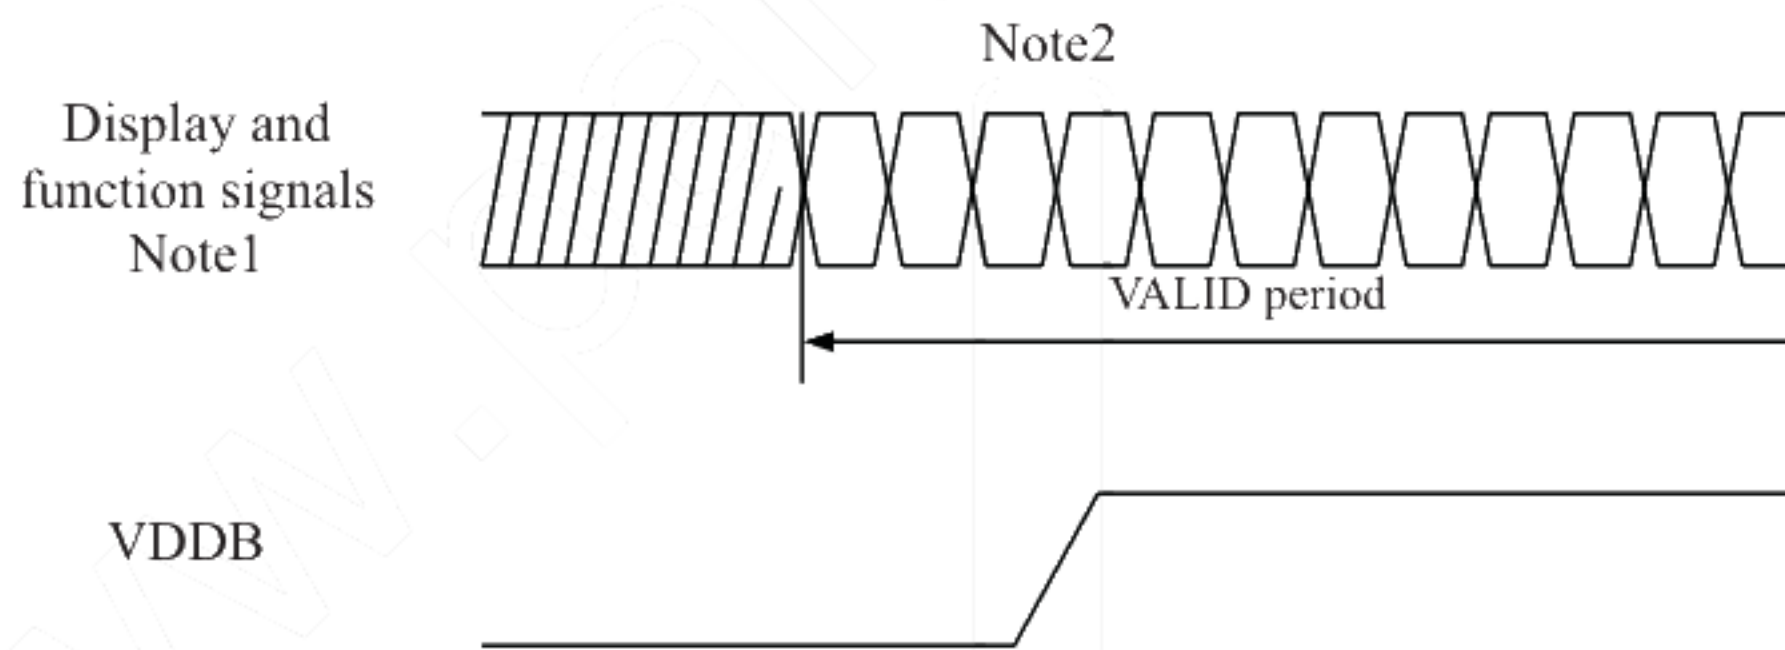 Note2
Display and
function signals
Note1
VALID period
VDDB